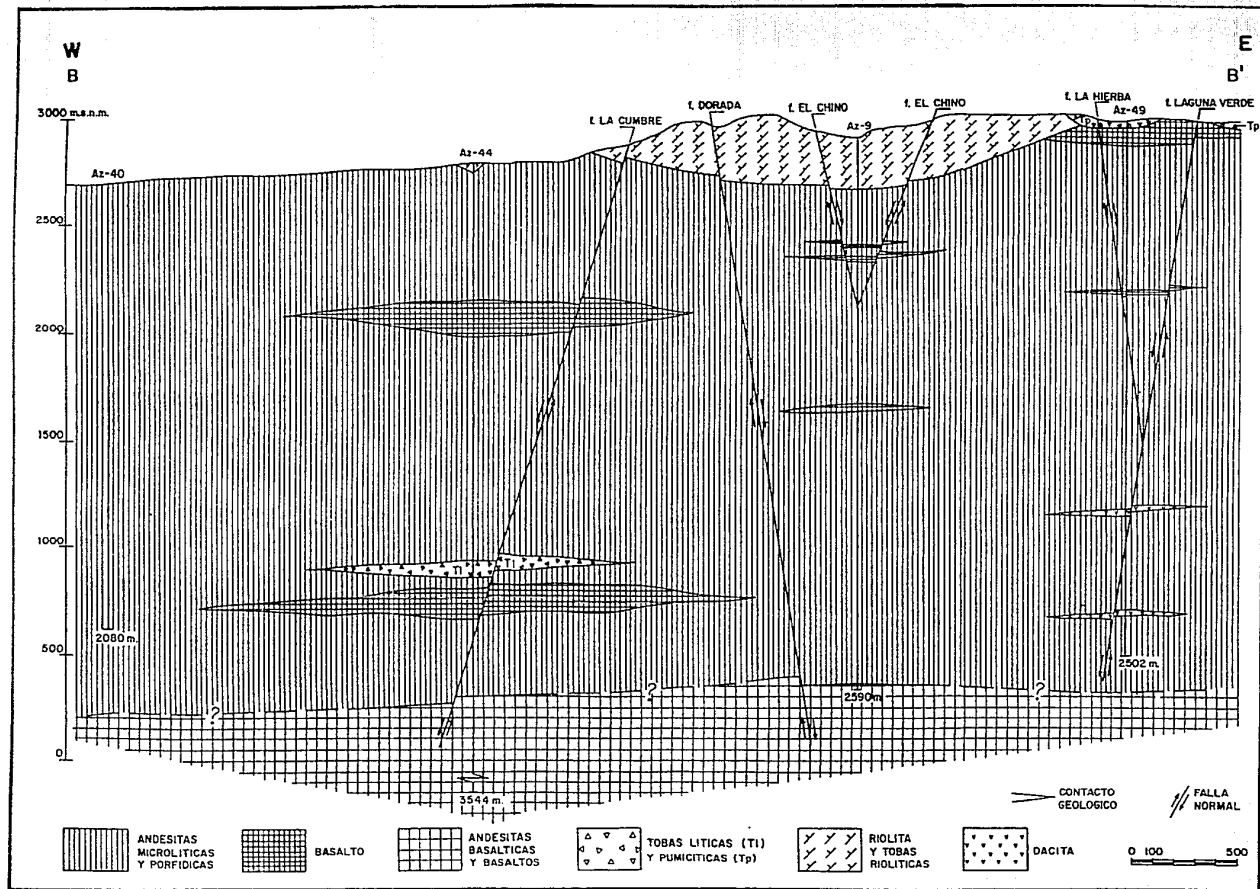 W
B
E
B'
f. LA CUMBRE
f. DORADA
f. EL CHINO
f. EL CHINO
f. LA HIERBA
f. LAGUNA VERDE
Az-40
Az-44
Az-9
Az-49
Tp
Tp
3000 m.s.n.m.
2500
2000
1500
1000
500
0
Tl
Tl
2080 m.
3544 m.
2590 m
2502 m.
?
?
?
CONTACTO
GEOLOGICO
FALLA
NORMAL
ANDESITAS
MICROLITICAS
Y PORFIDICAS
BASALTO
ANDESITAS
BASALTICAS
Y BASALTOS
TOBAS LITICAS (Tl)
Y PUMICITICAS (Tp)
RIOLITA
Y TOBAS
RIOLITICAS
DACITA
0 100 500